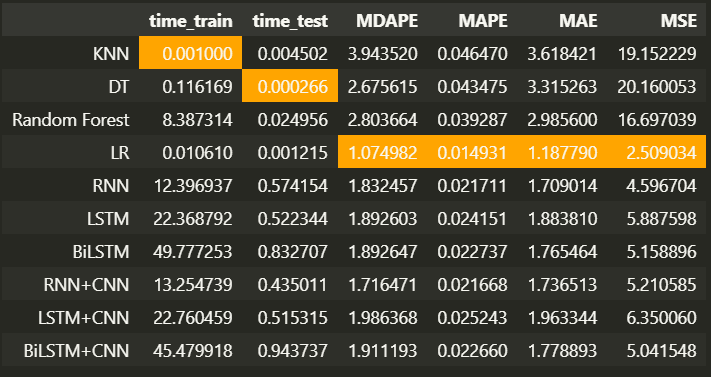 time_train time_test MDAPE MAPE MAE MSE
KNN 0.001000 0.004502 3.943520 0.046470 3.618421 19.152229
DT 0.116169 0.000266 2.675615 0.043475 3.315263 20.160053
Random Forest 8.387314 0.024956 2.803664 0.039287 2.985600 16.697039
LR 0.010610 0.001215 1.074982 0.014931 1.187790 2.509034
RNN 12.396937 0.574154 1.832457 0.021711 1.709014 4.596704
LSTM 22.368792 0.522344 1.892603 0.024151 1.883810 5.887598
BiLSTM 49.777253 0.832707 1.892647 0.022737 1.765464 5.158896
RNN+CNN 13.254739 0.435011 1.716471 0.021668 1.736513 5.210585
LSTM+CNN 22.760459 0.515315 1.986368 0.025243 1.963344 6.350060
BiLSTM+CNN 45.479918 0.943737 1.911193 0.022660 1.778893 5.041548